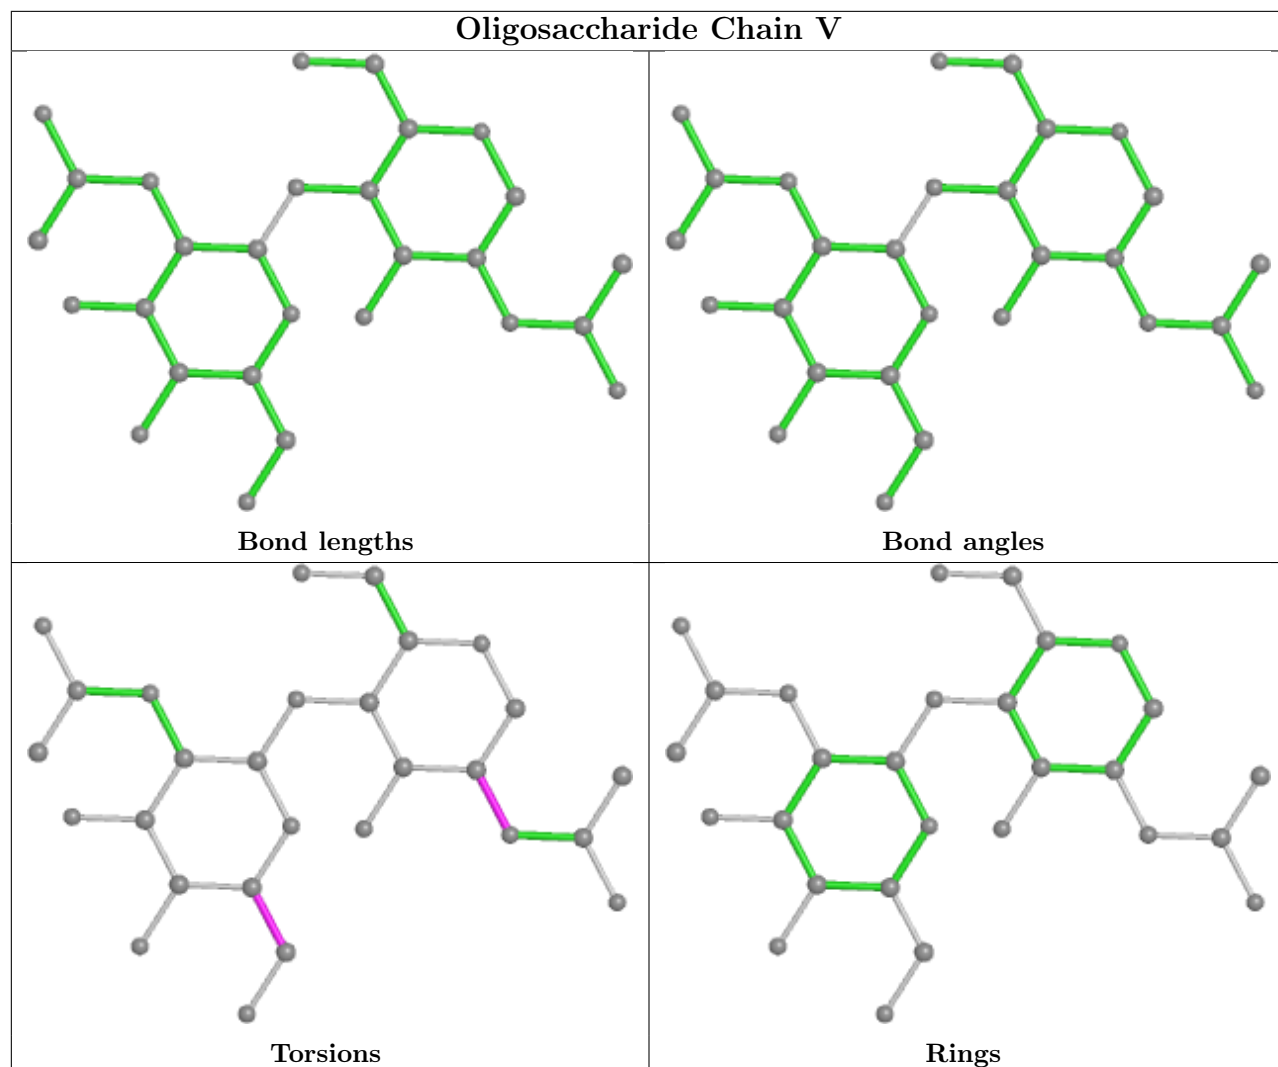 Oligosaccharide Chain V
Bond lengths
Bond angles
Torsions
Rings